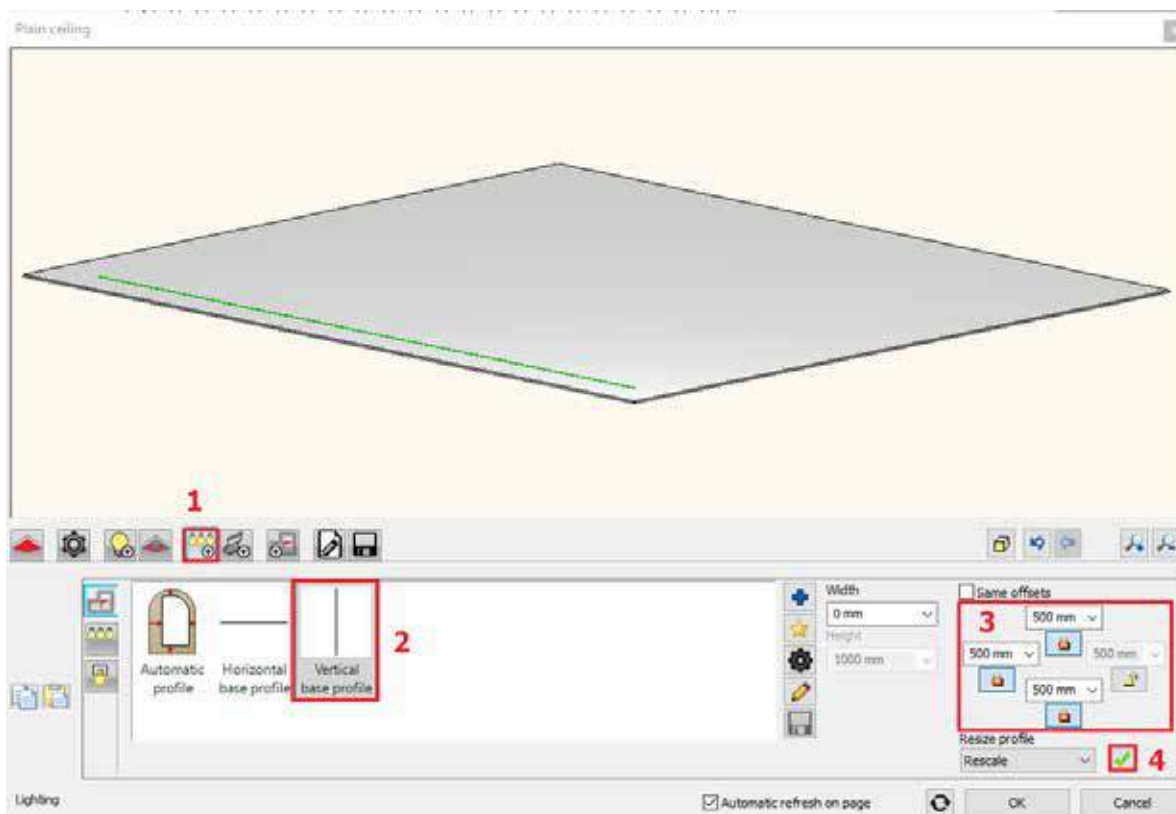 Plain ceiling
1
2
Automatic
profile
Horizontal
base profile
Vertical
base profile
Width
0 mm
Height
1000 mm
Same offsets
3
500 mm
500 mm
500 mm
500 mm
Resize profile
Rescale
4
Lighting
Automatic refresh on page
OK
Cancel